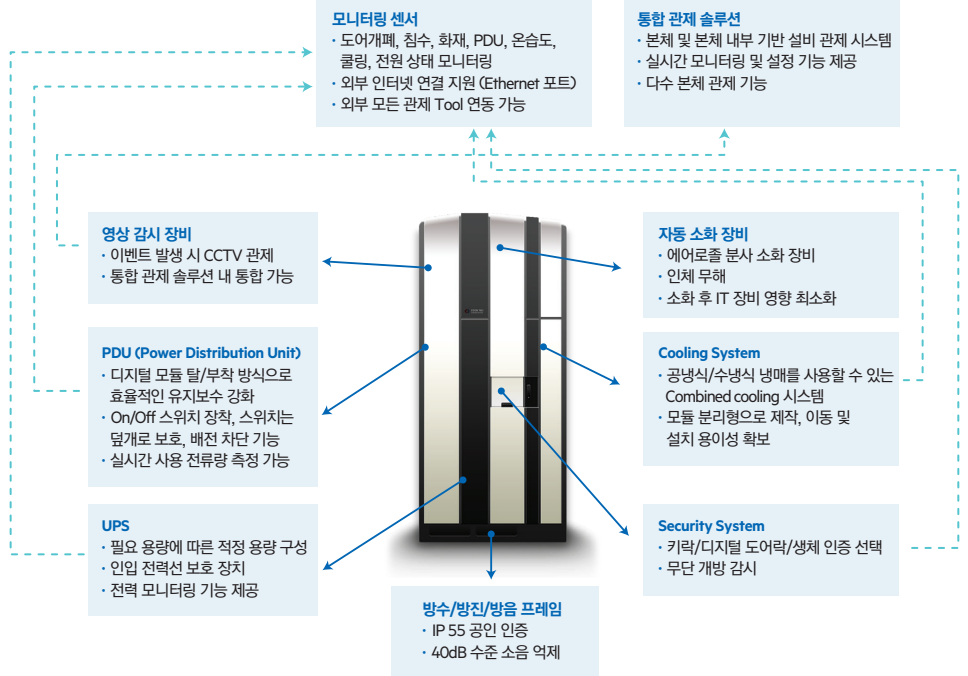 모니터링 센서
· 도어개폐, 침수, 화재, PDU, 온습도,
쿨링, 전원 상태 모니터링
· 외부 인터넷 연결 지원 (Ethernet 포트)
· 외부 모든 관제 Tool 연동 가능
통합 관제 솔루션
· 본체 및 본체 내부 기반 설비 관제 시스템
· 실시간 모니터링 및 설정 기능 제공
· 다수 본체 관제 기능
영상 감시 장비
· 이벤트 발생 시 CCTV 관제
· 통합 관제 솔루션 내 통합 가능
자동 소화 장비
· 에어로졸 분사 소화 장비
· 인체 무해
· 소화 후 IT 장비 영향 최소화
PDU (Power Distribution Unit)
· 디지털 모듈 탈/부착 방식으로
효율적인 유지보수 강화
· On/Off 스위치 장착, 스위치는
덮개로 보호, 배전 차단 기능
· 실시간 사용 전류량 측정 가능
Cooling System
· 공냉식/수냉식 냉매를 사용할 수 있는
Combined cooling 시스템
· 모듈 분리형으로 제작, 이동 및
설치 용이성 확보
UPS
· 필요 용량에 따른 적정 용량 구성
· 인입 전력선 보호 장치
· 전력 모니터링 기능 제공
Security System
· 키락/디지털 도어락/생체 인증 선택
· 무단 개방 감시
방수/방진/방음 프레임
· IP 55 공인 인증
· 40dB 수준 소음 억제